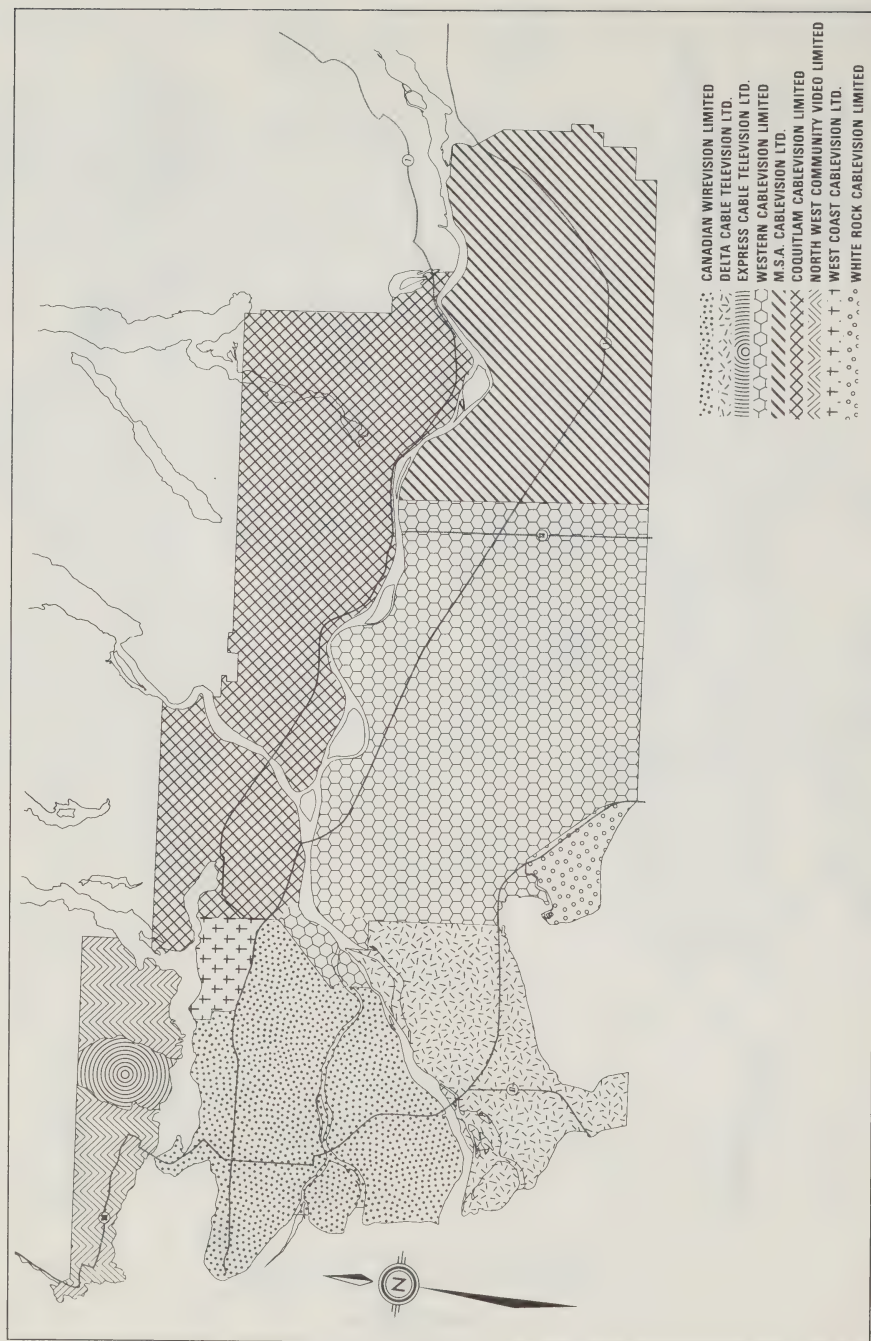 CANADIAN WIREVISION LIMITED
DELTA CABLE TELEVISION LTD.
EXPRESS CABLE TELEVISION LTD.
WESTERN CABLEVISION LIMITED
M.S.A. CABLEVISION LTD.
COQUITLAM CABLEVISION LIMITED
NORTH WEST COMMUNITY VIDEO LIMITED
WEST COAST CABLEVISION LTD.
WHITE ROCK CABLEVISION LIMITED
N